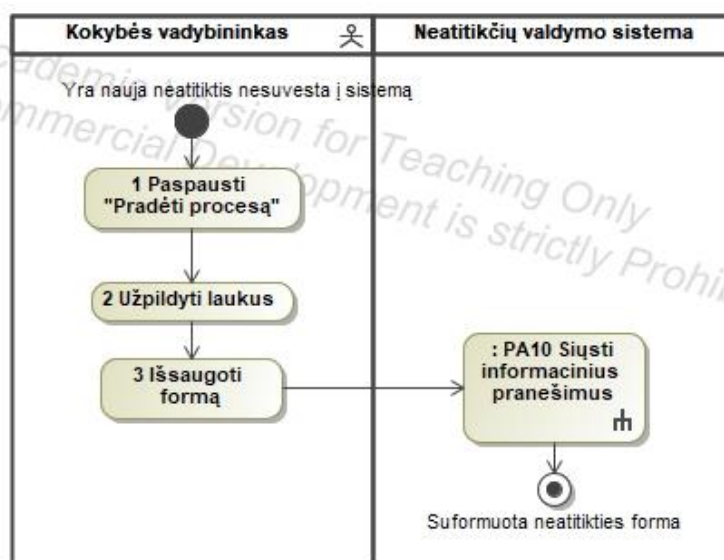 Kokybės vadybininkas
Neatitikčių valdymo sistema
Academic Version for Teaching Only
Commercial Development is strictly Prohi
Yra nauja neatitiktis nesuvesta į sistemą
1 Paspausti
"Pradėti procesą"
2 Užpildyti laukus
3 Išsaugoti
formą
: PA10 Siųsti
informacinius
pranešimus
Suformuota neatitikties forma